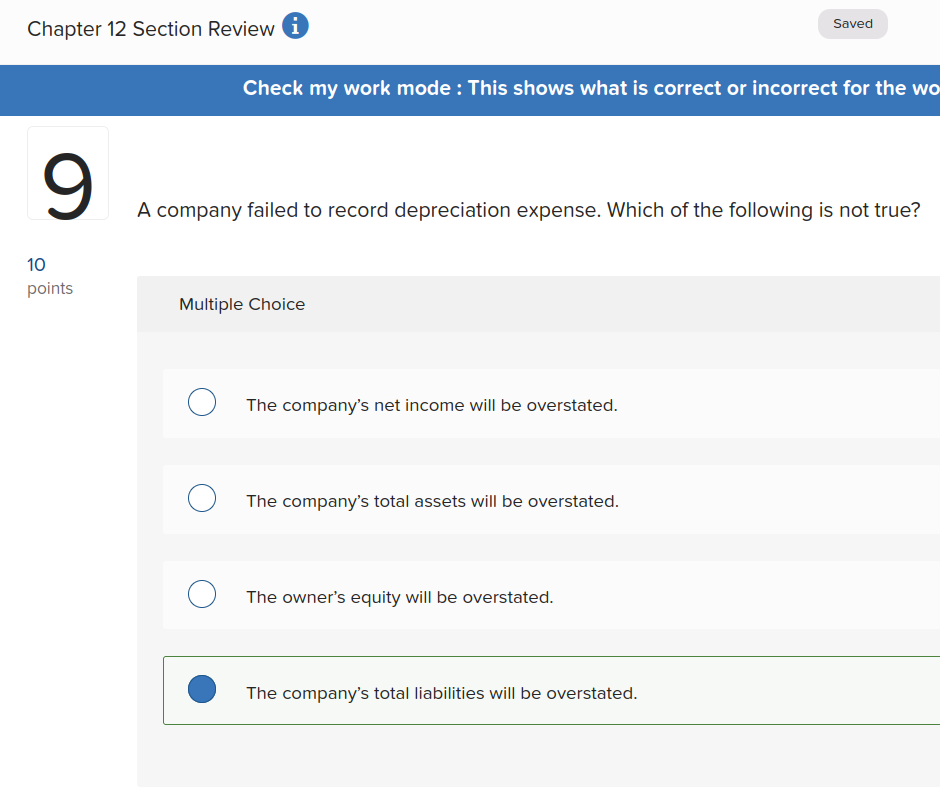 Chapter 12 Section Review i
Saved
Check my work mode : This shows what is correct or incorrect for the wo
9
A company failed to record depreciation expense. Which of the following is not true?
10
points
Multiple Choice
The company’s net income will be overstated.
The company’s total assets will be overstated.
The owner’s equity will be overstated.
The company’s total liabilities will be overstated.